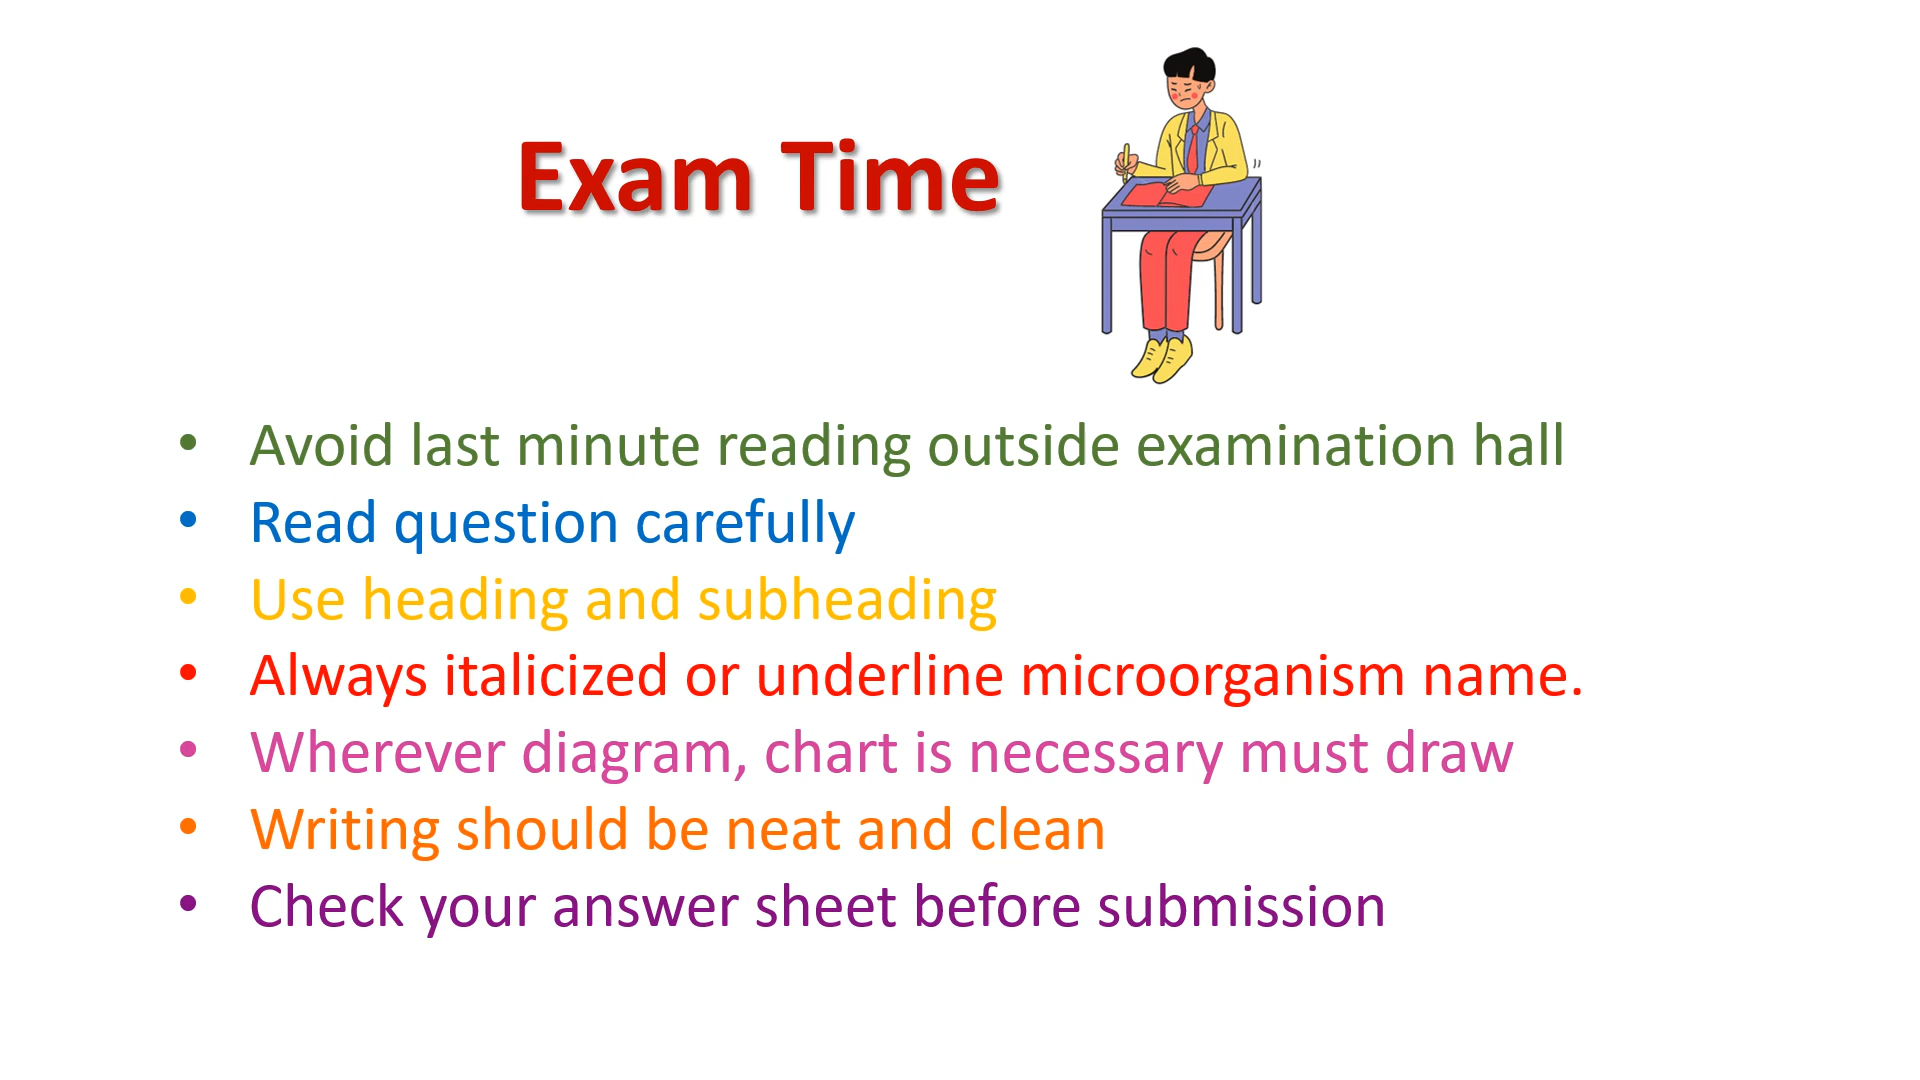 Exam Time
• Avoid last minute reading outside examination hall
• Read question carefully
• Use heading and subheading
• Always italicized or underline microorganism name.
• Wherever diagram, chart is necessary must draw
• Writing should be neat and clean
• Check your answer sheet before submission